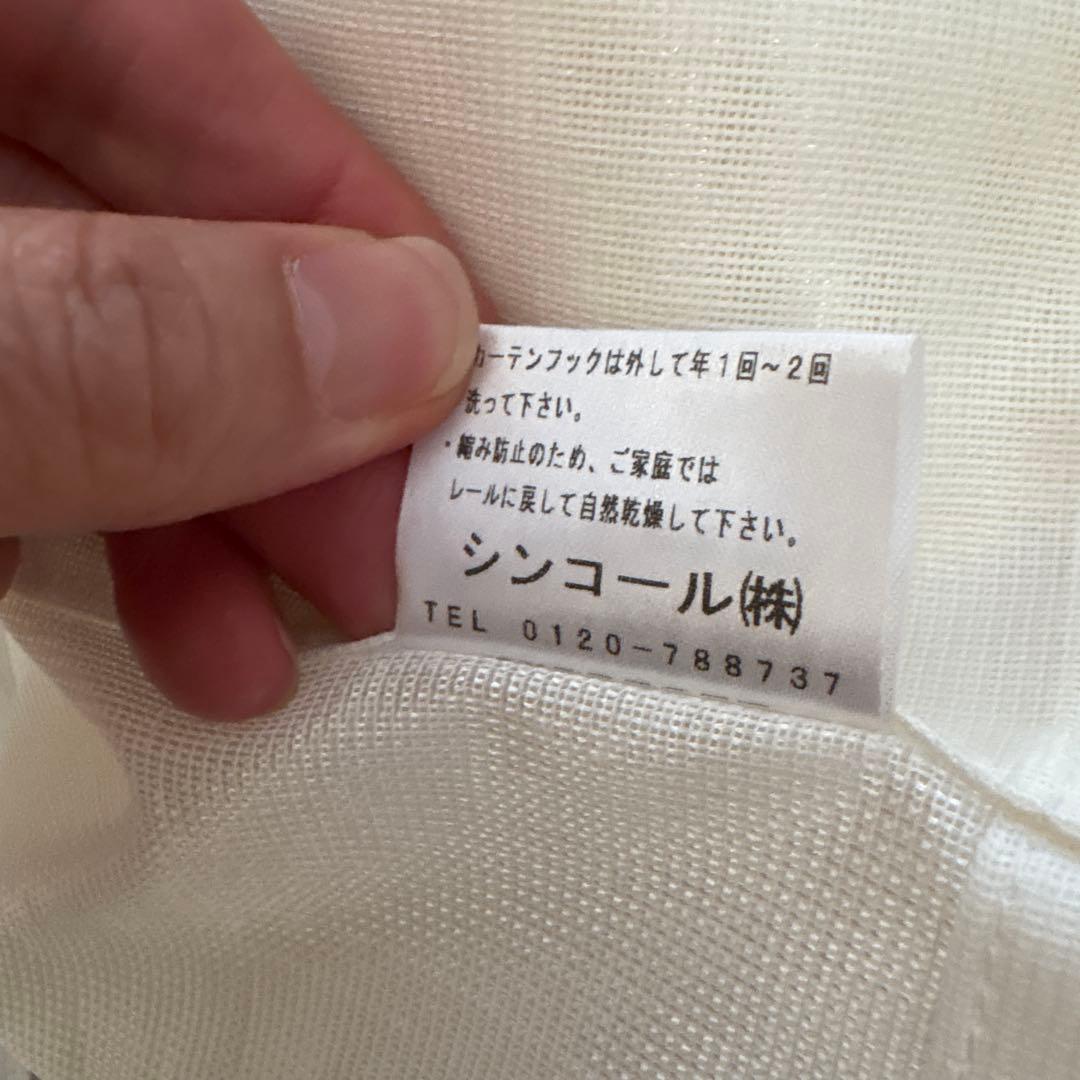 カーテンフックは外して年1回～2回
洗って下さい。
・縮み防止のため、ご家庭では
レールに戻して自然乾燥して下さい。
シンコール㈱
TEL 0120-788737